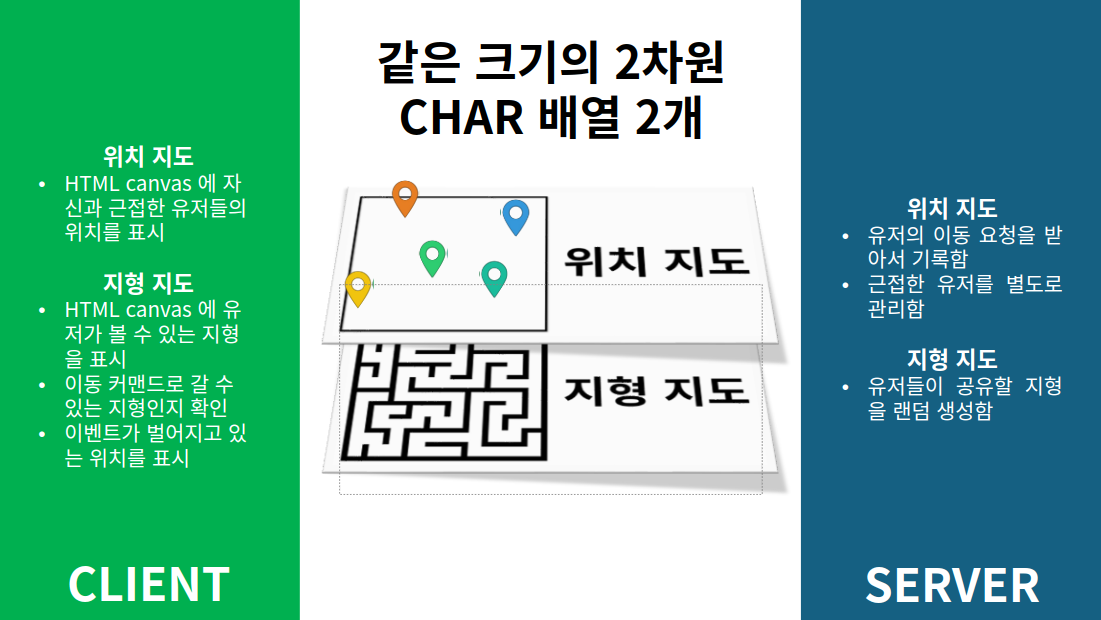 같은 크기의 2차원
CHAR 배열 2개
위치 지도
• HTML canvas 에 자
신과 근접한 유저들의
위치를 표시
지형 지도
• HTML canvas 에 유
저가 볼 수 있는 지형
을 표시
• 이동 커맨드로 갈 수
있는 지형인지 확인
• 이벤트가 벌어지고 있
는 위치를 표시
CLIENT
위치 지도
지형 지도
위치 지도
• 유저의 이동 요청을 받
아서 기록함
• 근접한 유저를 별도로
관리함
지형 지도
• 유저들이 공유할 지형
을 랜덤 생성함
SERVER